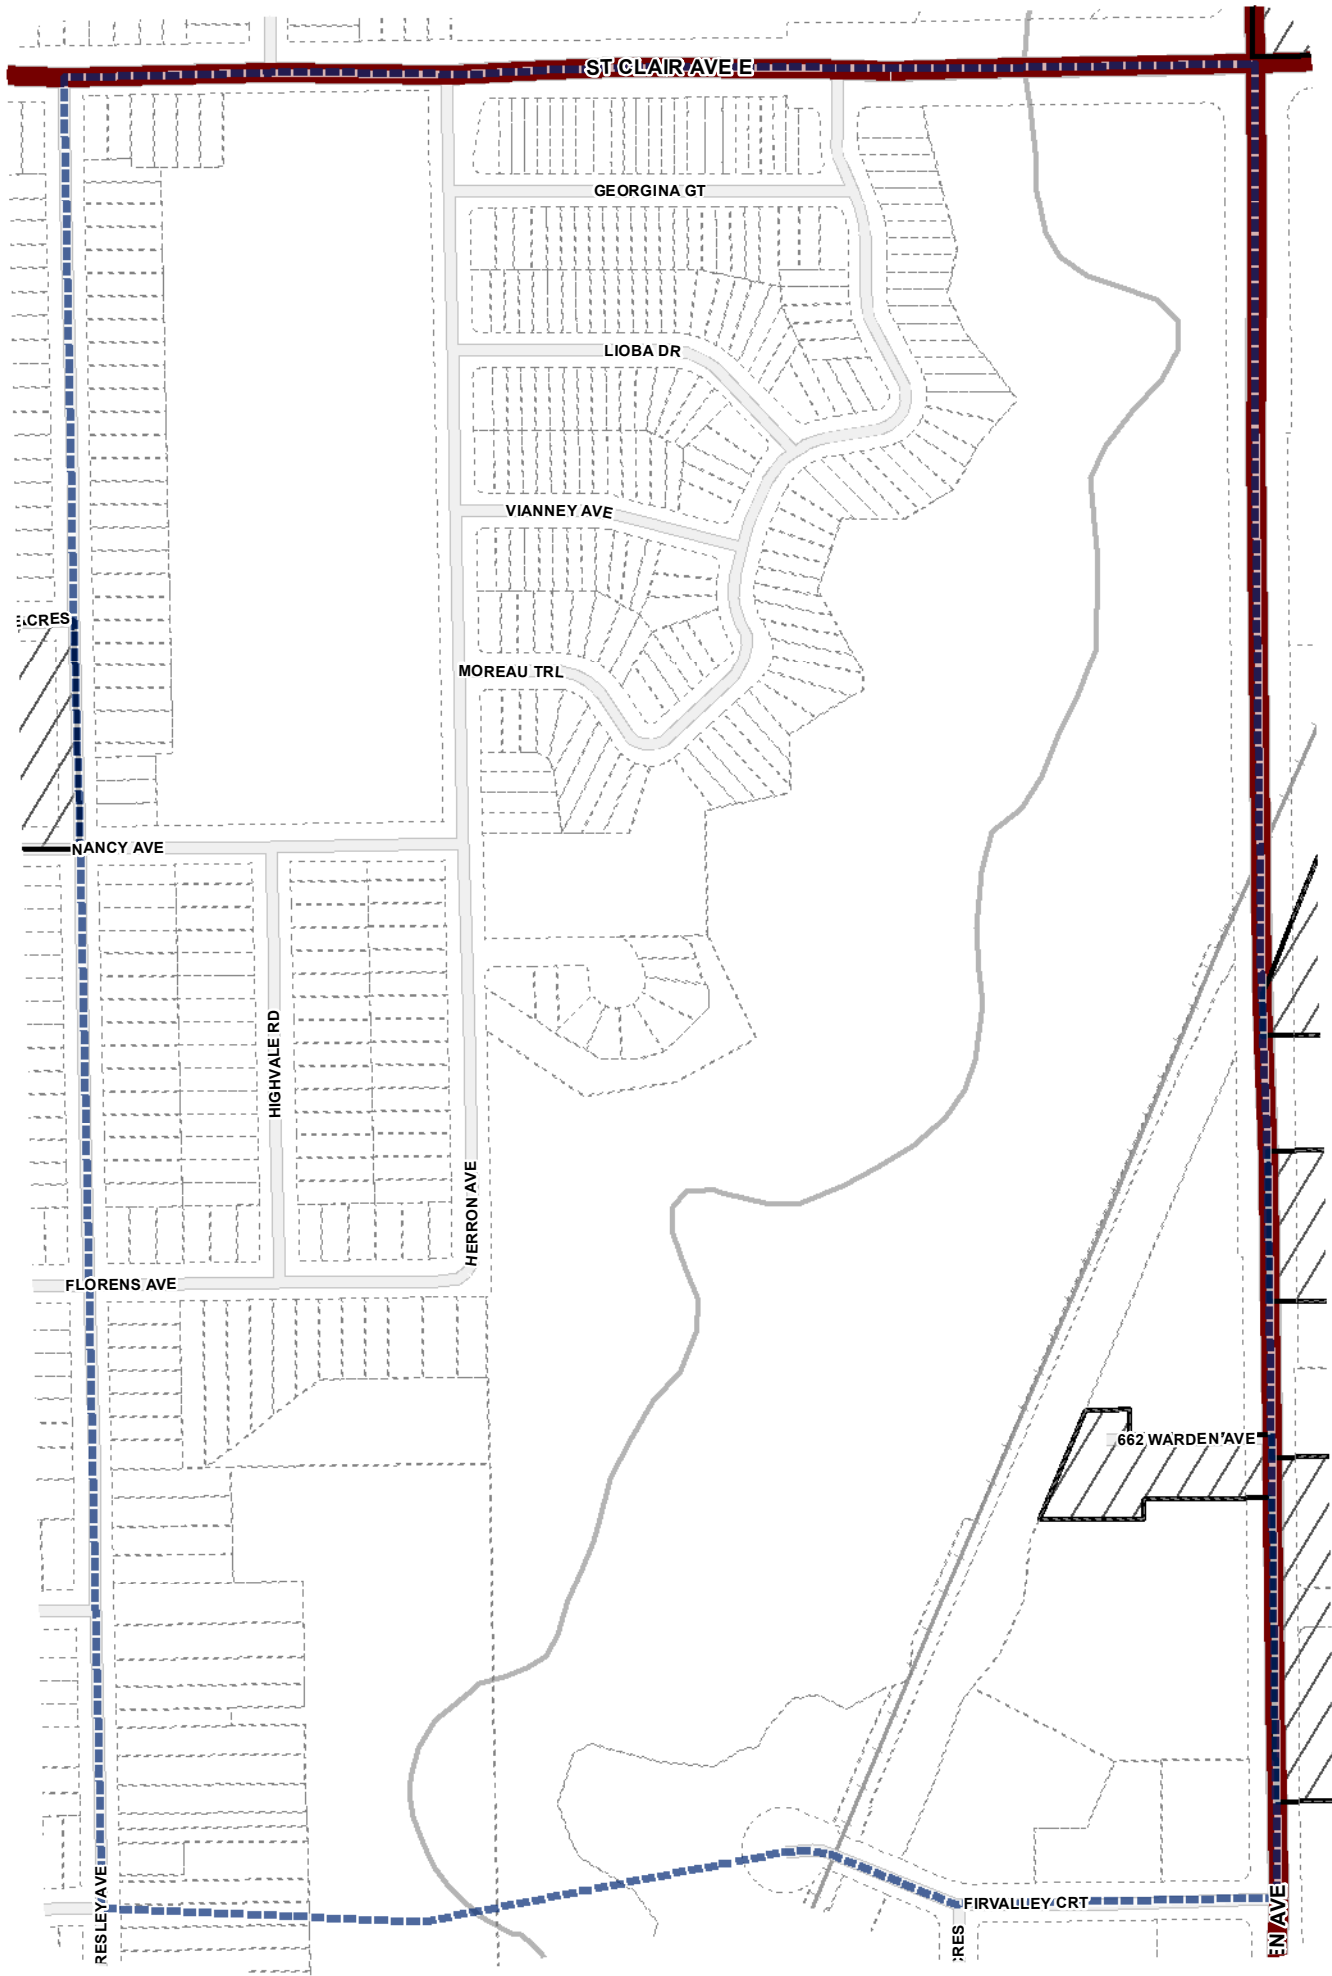 ST CLAIR AVE E
GEORGINA GT
LIOBA DR
VIANNEY AVE
ACRES
MOREAU TRL
NANCY AVE
HIGHVALE RD
HERRON AVE
FLORENS AVE
662 WARDEN AVE
RESLEY AVE
FIRVALLEY CRT
CRES
EN AVE